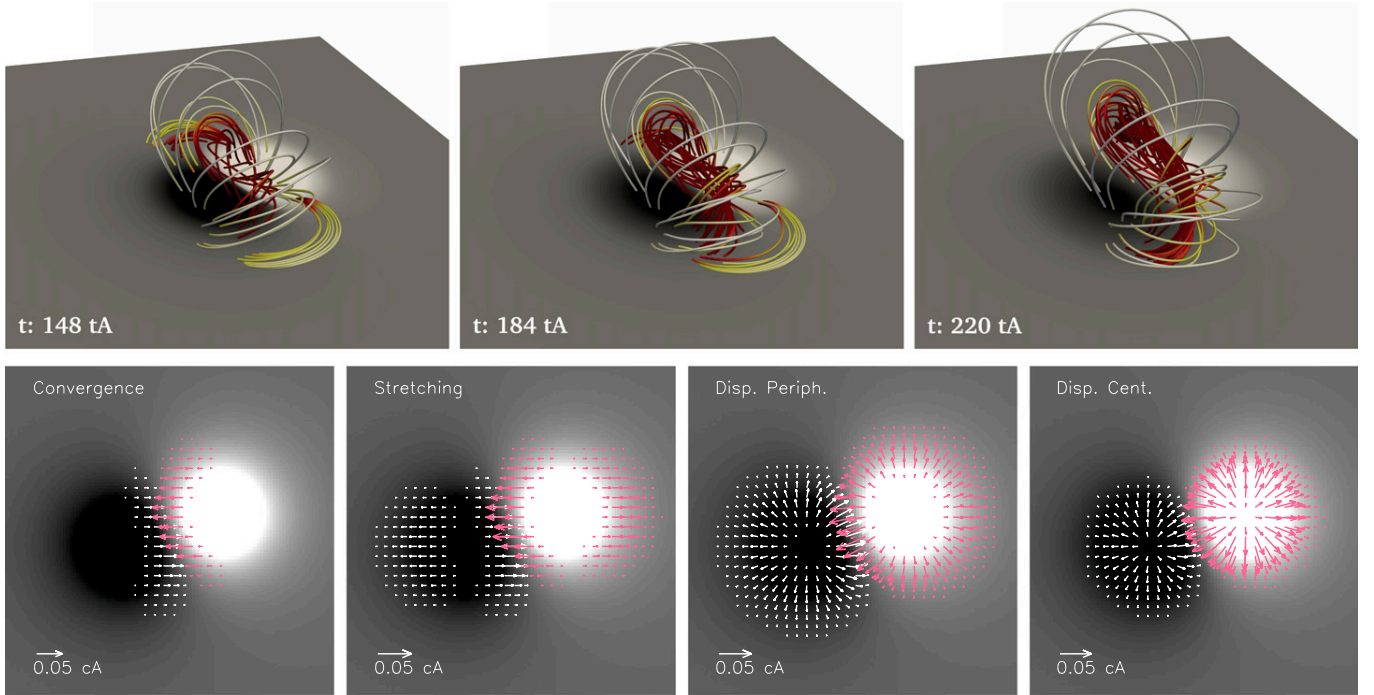 t: 148 tA
t: 184 tA
t: 220 tA
Convergence
Stretching
Disp. Periph.
Disp. Cent.
0.05 cA
0.05 cA
0.05 cA
0.05 cA